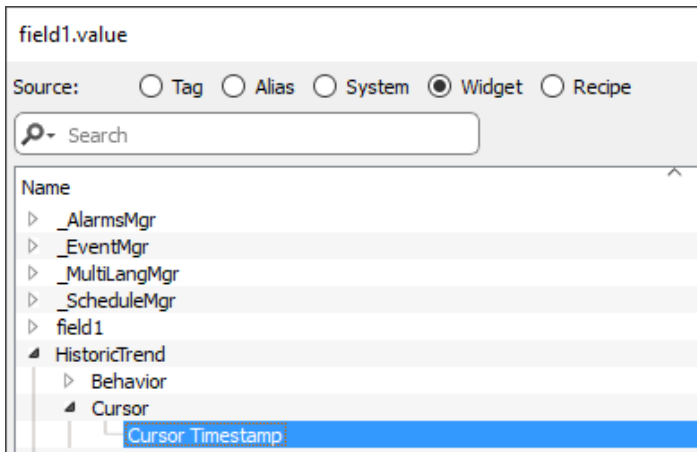 field1.value
Source: Tag Alias System Widget Recipe
Search
Name
_AlarmsMgr
_EventMgr
_MultiLangMgr
_ScheduleMgr
field1
HistoricTrend
Behavior
Cursor
Cursor Timestamp